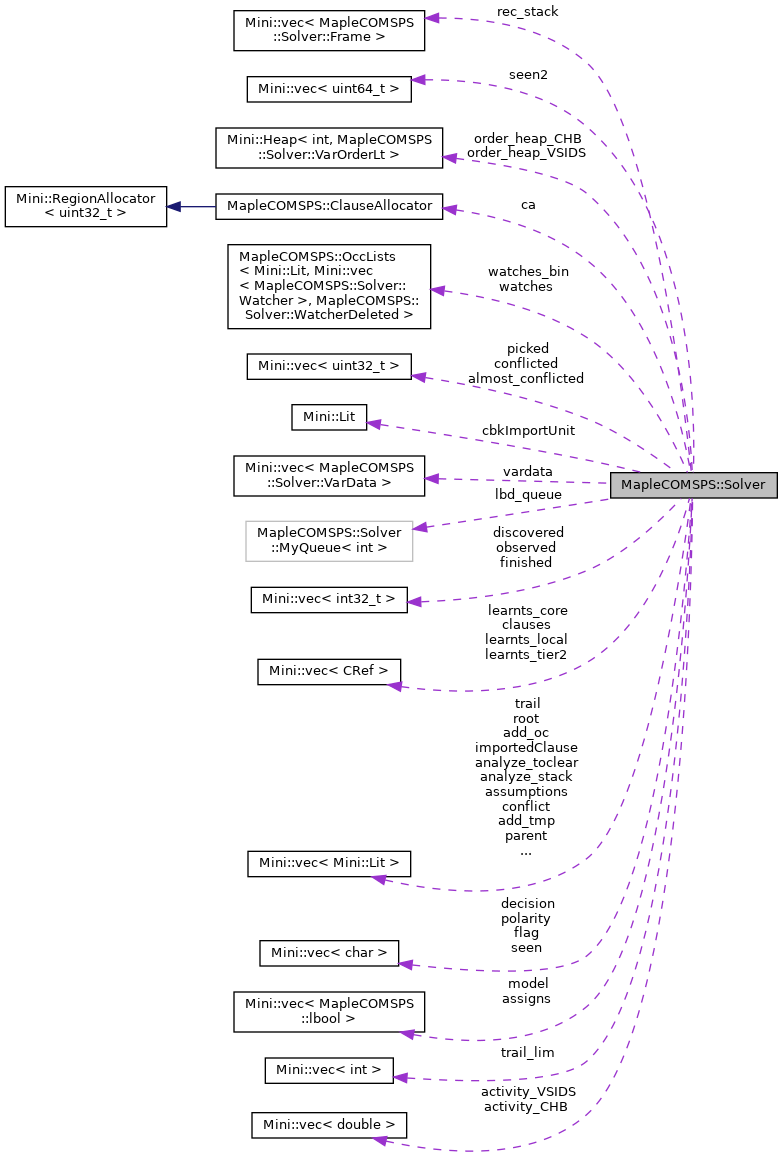 rec_stack
Mini::vec< MapleCOMSPS
::Solver::Frame >
seen2
Mini::vec< uint64_t >
order_heap_CHB
order_heap_VSIDS
Mini::Heap< int, MapleCOMSPS
::Solver::VarOrderLt >
Mini::RegionAllocator
< uint32_t >
MapleCOMSPS::ClauseAllocator
ca
MapleCOMSPS::OccLists
< Mini::Lit, Mini::vec
< MapleCOMSPS::Solver::
Watcher >, MapleCOMSPS::
Solver::WatcherDeleted >
watches_bin
watches
Mini::vec< uint32_t >
picked
conflicted
almost_conflicted
Mini::Lit
cbkImportUnit
Mini::vec< MapleCOMSPS
::Solver::VarData >
vardata
MapleCOMSPS::Solver
lbd_queue
MapleCOMSPS::Solver
::MyQueue< int >
discovered
observed
finished
Mini::vec< int32_t >
learnts_core
clauses
learnts_local
learnts_tier2
Mini::vec< CRef >
trail
root
add_oc
importedClause
analyze_toclear
analyze_stack
assumptions
conflict
add_tmp
parent
...
Mini::vec< Mini::Lit >
decision
polarity
flag
seen
Mini::vec< char >
model
assigns
Mini::vec< MapleCOMSPS
::lbool >
trail_lim
Mini::vec< int >
activity_VSIDS
activity_CHB
Mini::vec< double >